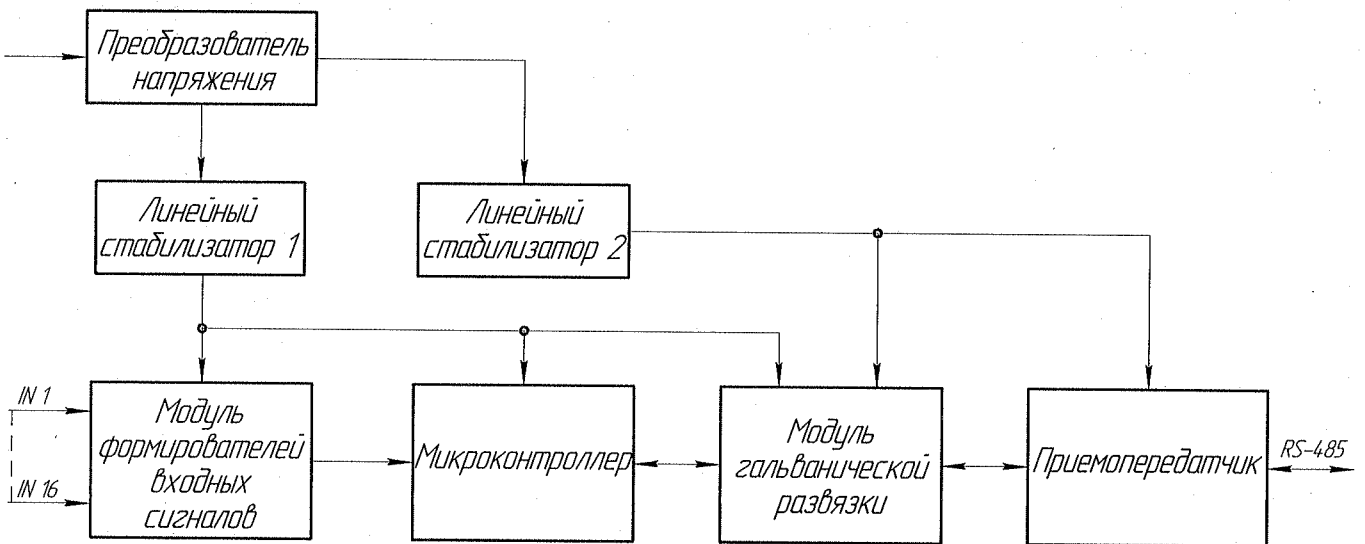 Преобразователь
напряжения
Линейный
стабилизатор 1
Линейный
стабилизатор 2
IN 1
IN 16
Модуль
формирователей
входных
сигналов
Микроконтроллер
Модуль
гальванической
развязки
Приемопередатчик
RS-485